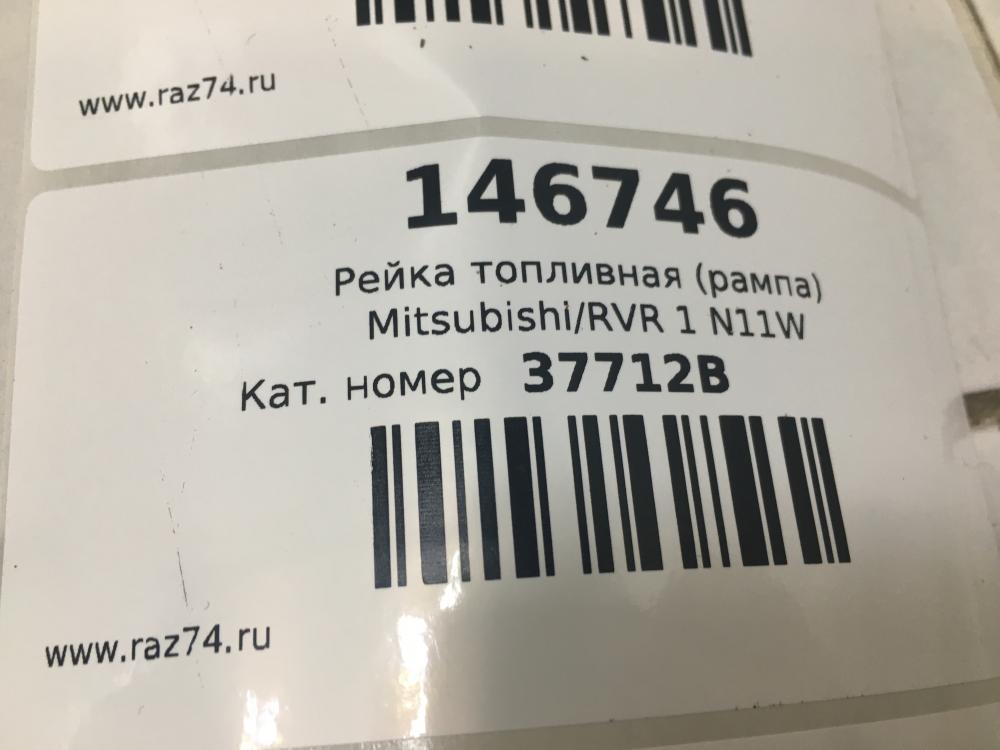 www.raz74.ru
146746
Рейка топливная (рампа)
Mitsubishi/RVR 1 N11W
Кат. номер 37712B
www.raz74.ru